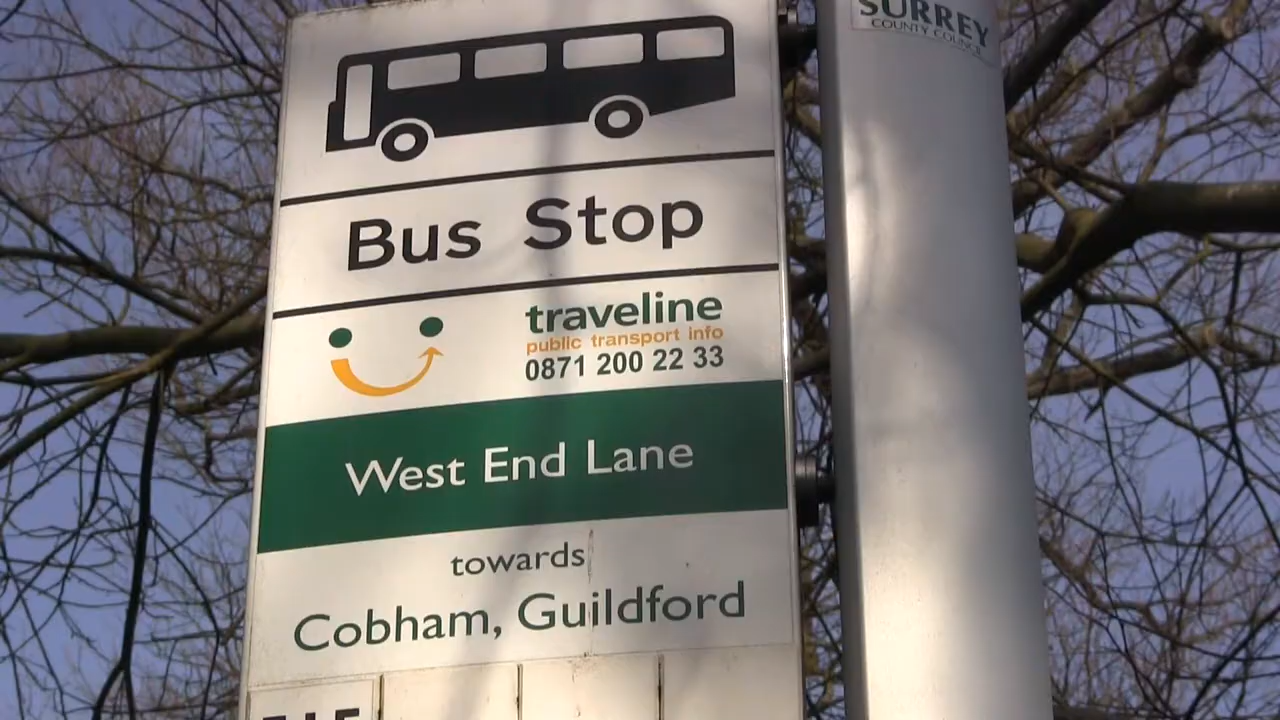 SURREY
COUNTY COUNCIL
Bus Stop
traveline
public transport info
0871 200 22 33
West End Lane
towards
Cobham, Guildford